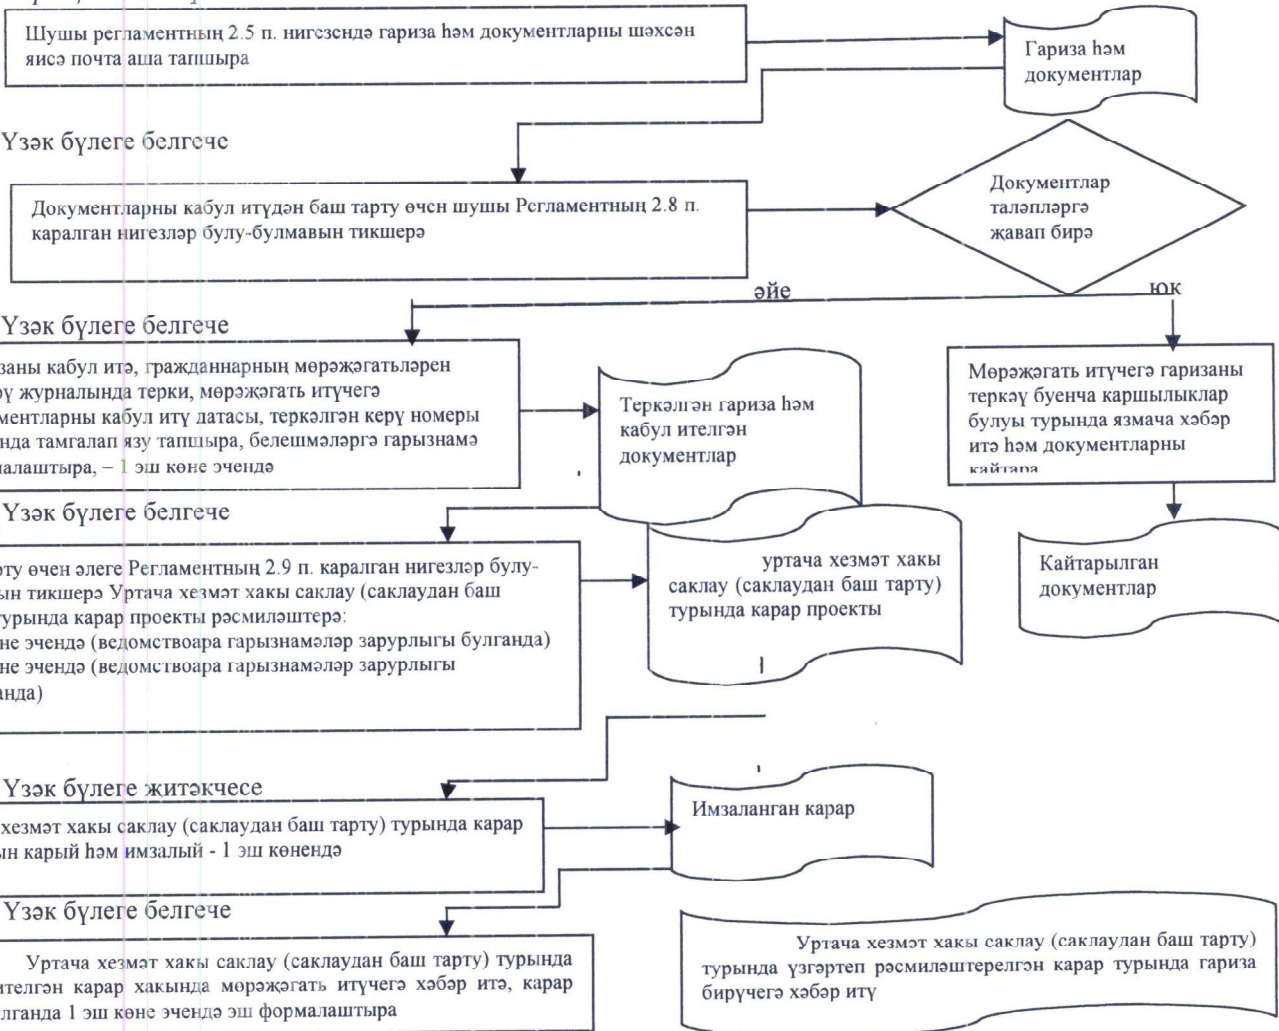 Шушы регламентның 2.5 п. нигезендә гариза һәм документларны шәхсән
яисә почта аша тапшыра
Гариза һәм
документлар
Үзәк бүлеге белгече
Документларны кабул итүдән баш тарту өчен шушы Регламентның 2.8 п.
каралган нигезләр булу-булмавын тикшерә
Документлар
таләпләргә
җавап бирә
әйе
юк
Үзәк бүлеге белгече
заны кабул итә, гражданнарның мөрәҗәгатьләрен
рү журналында терки, мөрәҗәгать итүчегә
ментларны кабул итү датасы, теркәлгән керү номеры
нда тамгалап язу тапшыра, белешмәләргә гарызнамә
малаштыра, – 1 эш көне эчендә
Теркәлгән гариза һәм
кабул ителгән
документлар
Мөрәҗәгать итүчегә гаризаны
теркәү буенча каршылыклар
булуы турында язмача хәбәр
итә һәм документларны
кайтара
Үзәк бүлеге белгече
рту өчен әлеге Регламентның 2.9 п. каралган нигезләр булу-
ын тикшерә Уртача хезмәт хакы саклау (саклаудан баш
турында карар проекты рәсмиләштерә:
не эчендә (ведомствоара гарызнамәләр зарурлыгы булганда)
не эчендә (ведомствоара гарызнамәләр зарурлыгы
анда)
уртача хезмәт хакы
саклау (саклаудан баш тарту)
турында карар проекты
Кайтарылган
документлар
Үзәк бүлеге җитәкчесе
хезмәт хакы саклау (саклаудан баш тарту) турында карар
ын карый һәм имзалый - 1 эш көнендә
Имзаланган карар
Үзәк бүлеге белгече
Уртача хезмәт хакы саклау (саклаудан баш тарту) турында
ителгән карар хакында мөрәҗәгать итүчегә хәбәр итә, карар
лганда 1 эш көне эчендә эш формалаштыра
Уртача хезмәт хакы саклау (саклаудан баш тарту)
турында үзгәртеп рәсмиләштерелгән карар турында гариза
бирүчегә хәбәр итү